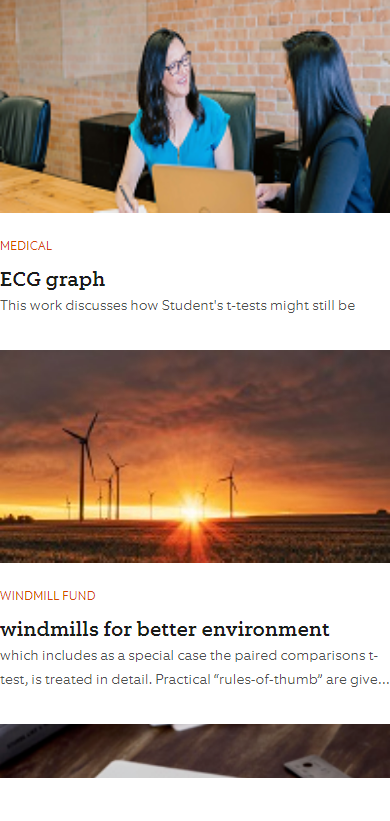 MEDICAL
ECG graph
This work discusses how Student's t-tests might still be
WINDMILL FUND
windmills for better environment
which includes as a special case the paired comparisons t-
test, is treated in detail. Practical “rules-of-thumb” are give...